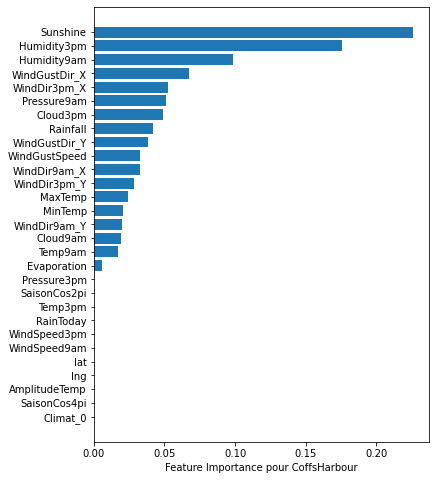 Sunshine
Humidity3pm
Humidity9am
WindGustDir_X
WindDir3pm_X
Pressure9am
Cloud3pm
Rainfall
WindGustDir_Y
WindGustSpeed
WindDir9am_X
WindDir3pm_Y
MaxTemp
MinTemp
WindDir9am_Y
Cloud9am
Temp9am
Evaporation
Pressure3pm
SaisonCos2pi
Temp3pm
RainToday
WindSpeed3pm
WindSpeed9am
lat
lng
AmplitudeTemp
SaisonCos4pi
Climat_0
0.00 0.05 0.10 0.15 0.20
Feature Importance pour CoffsHarbour